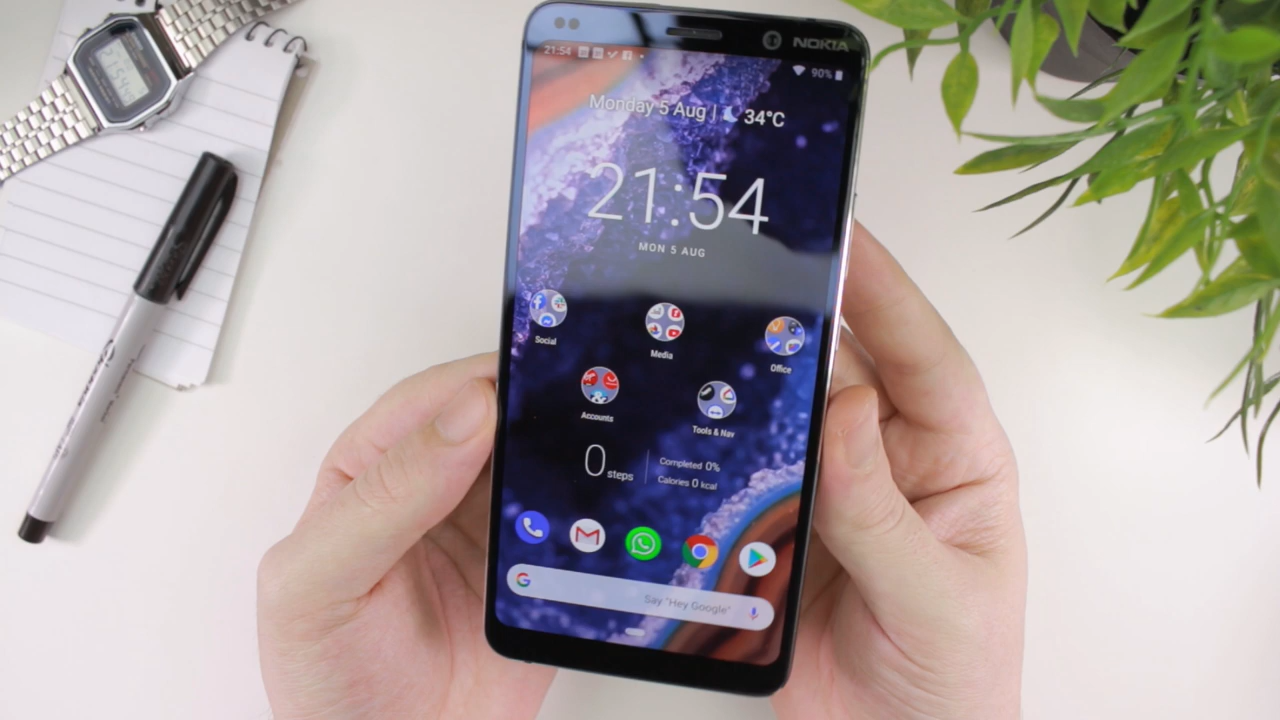 NOKIA
21:54
90%
Monday 5 Aug | 34°C
21:54
MON 5 AUG
Social
Media
Office
Accounts
Tools & Nav
0 steps
Completed 0%
Calories 0 kcal
Say "Hey Google"